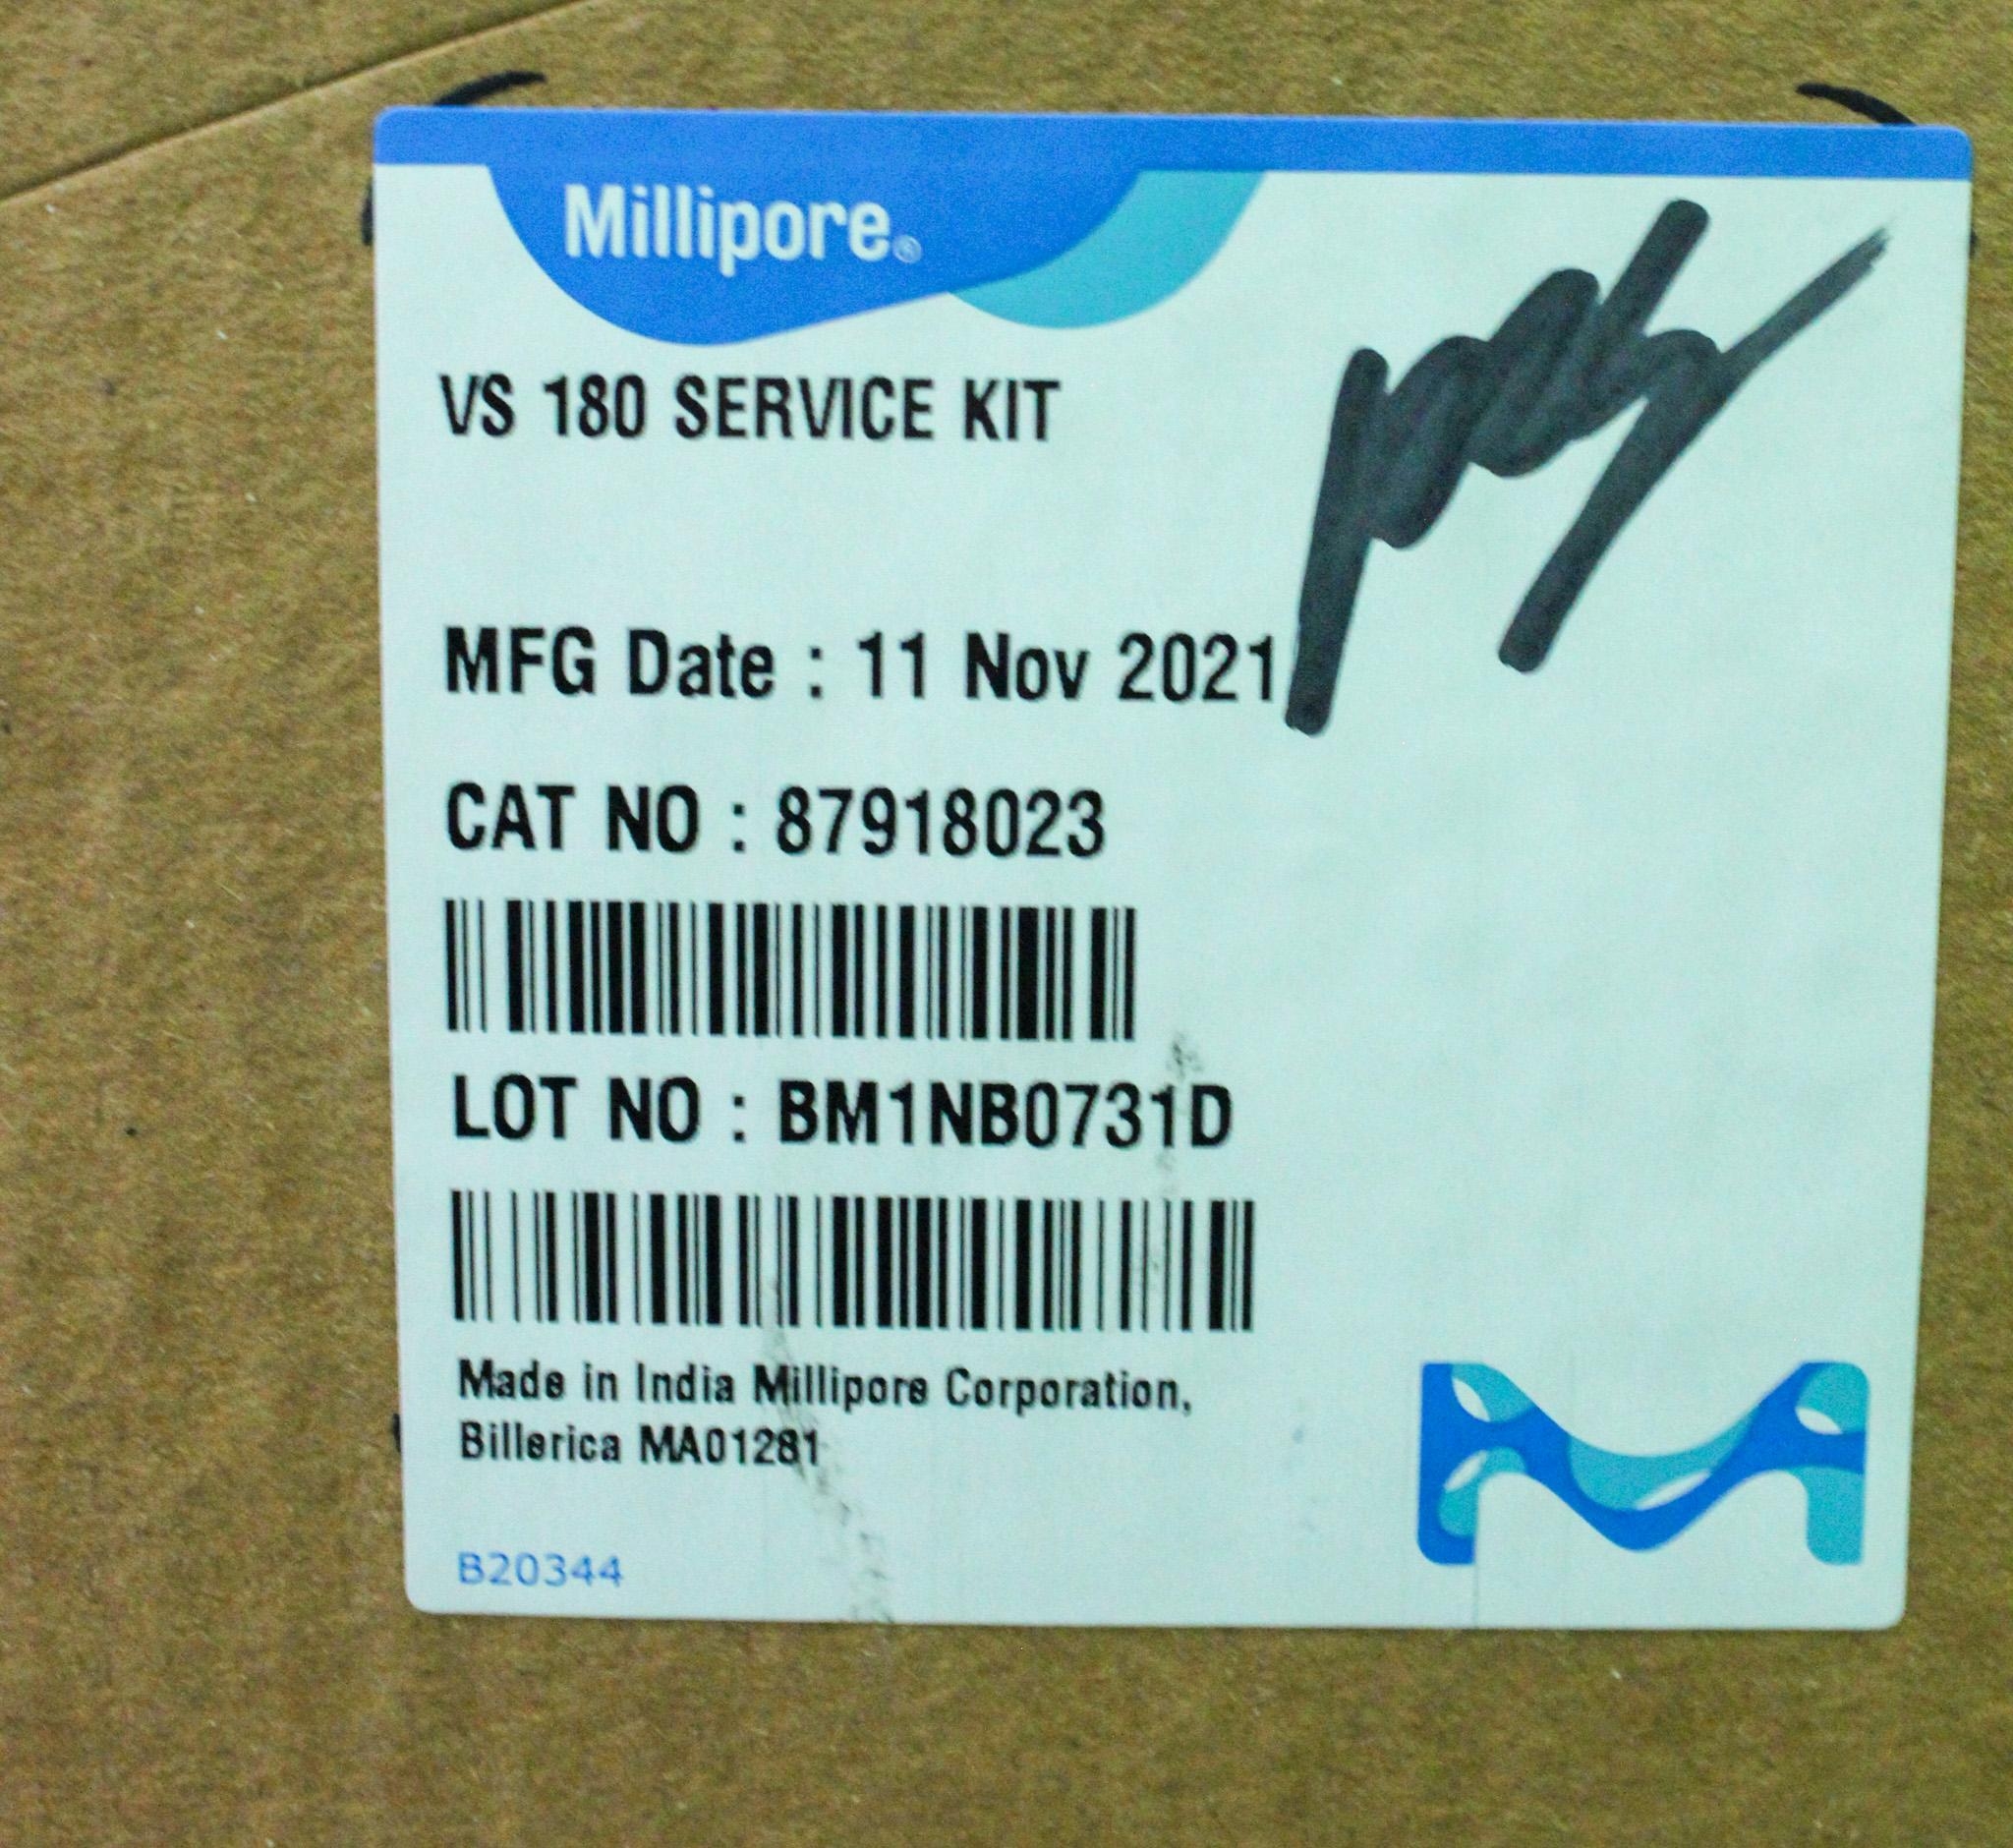 Millipore®
VS 180 SERVICE KIT
MFG Date : 11 Nov 2021
CAT NO : 87918023
LOT NO : BM1NB0731D
Made in India Millipore Corporation,
Billerica MA01281
B20344